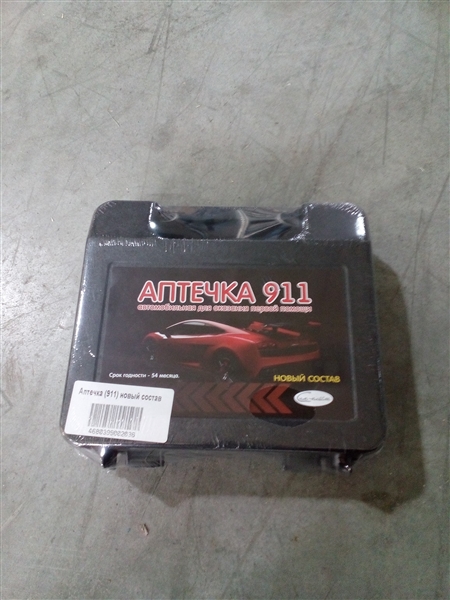 АПТЕЧКА 911
автомобильная для оказания первой помощи
Срок годности - 54 месяца.
НОВЫЙ СОСТАВ
Аптечка (911) новый состав